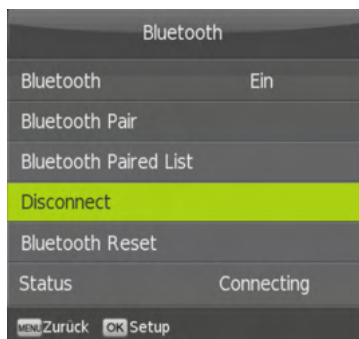 Bluetooth
Bluetooth Ein
Bluetooth Pair
Bluetooth Paired List
Disconnect
Bluetooth Reset
Status Connecting
MENU Zurück OK Setup